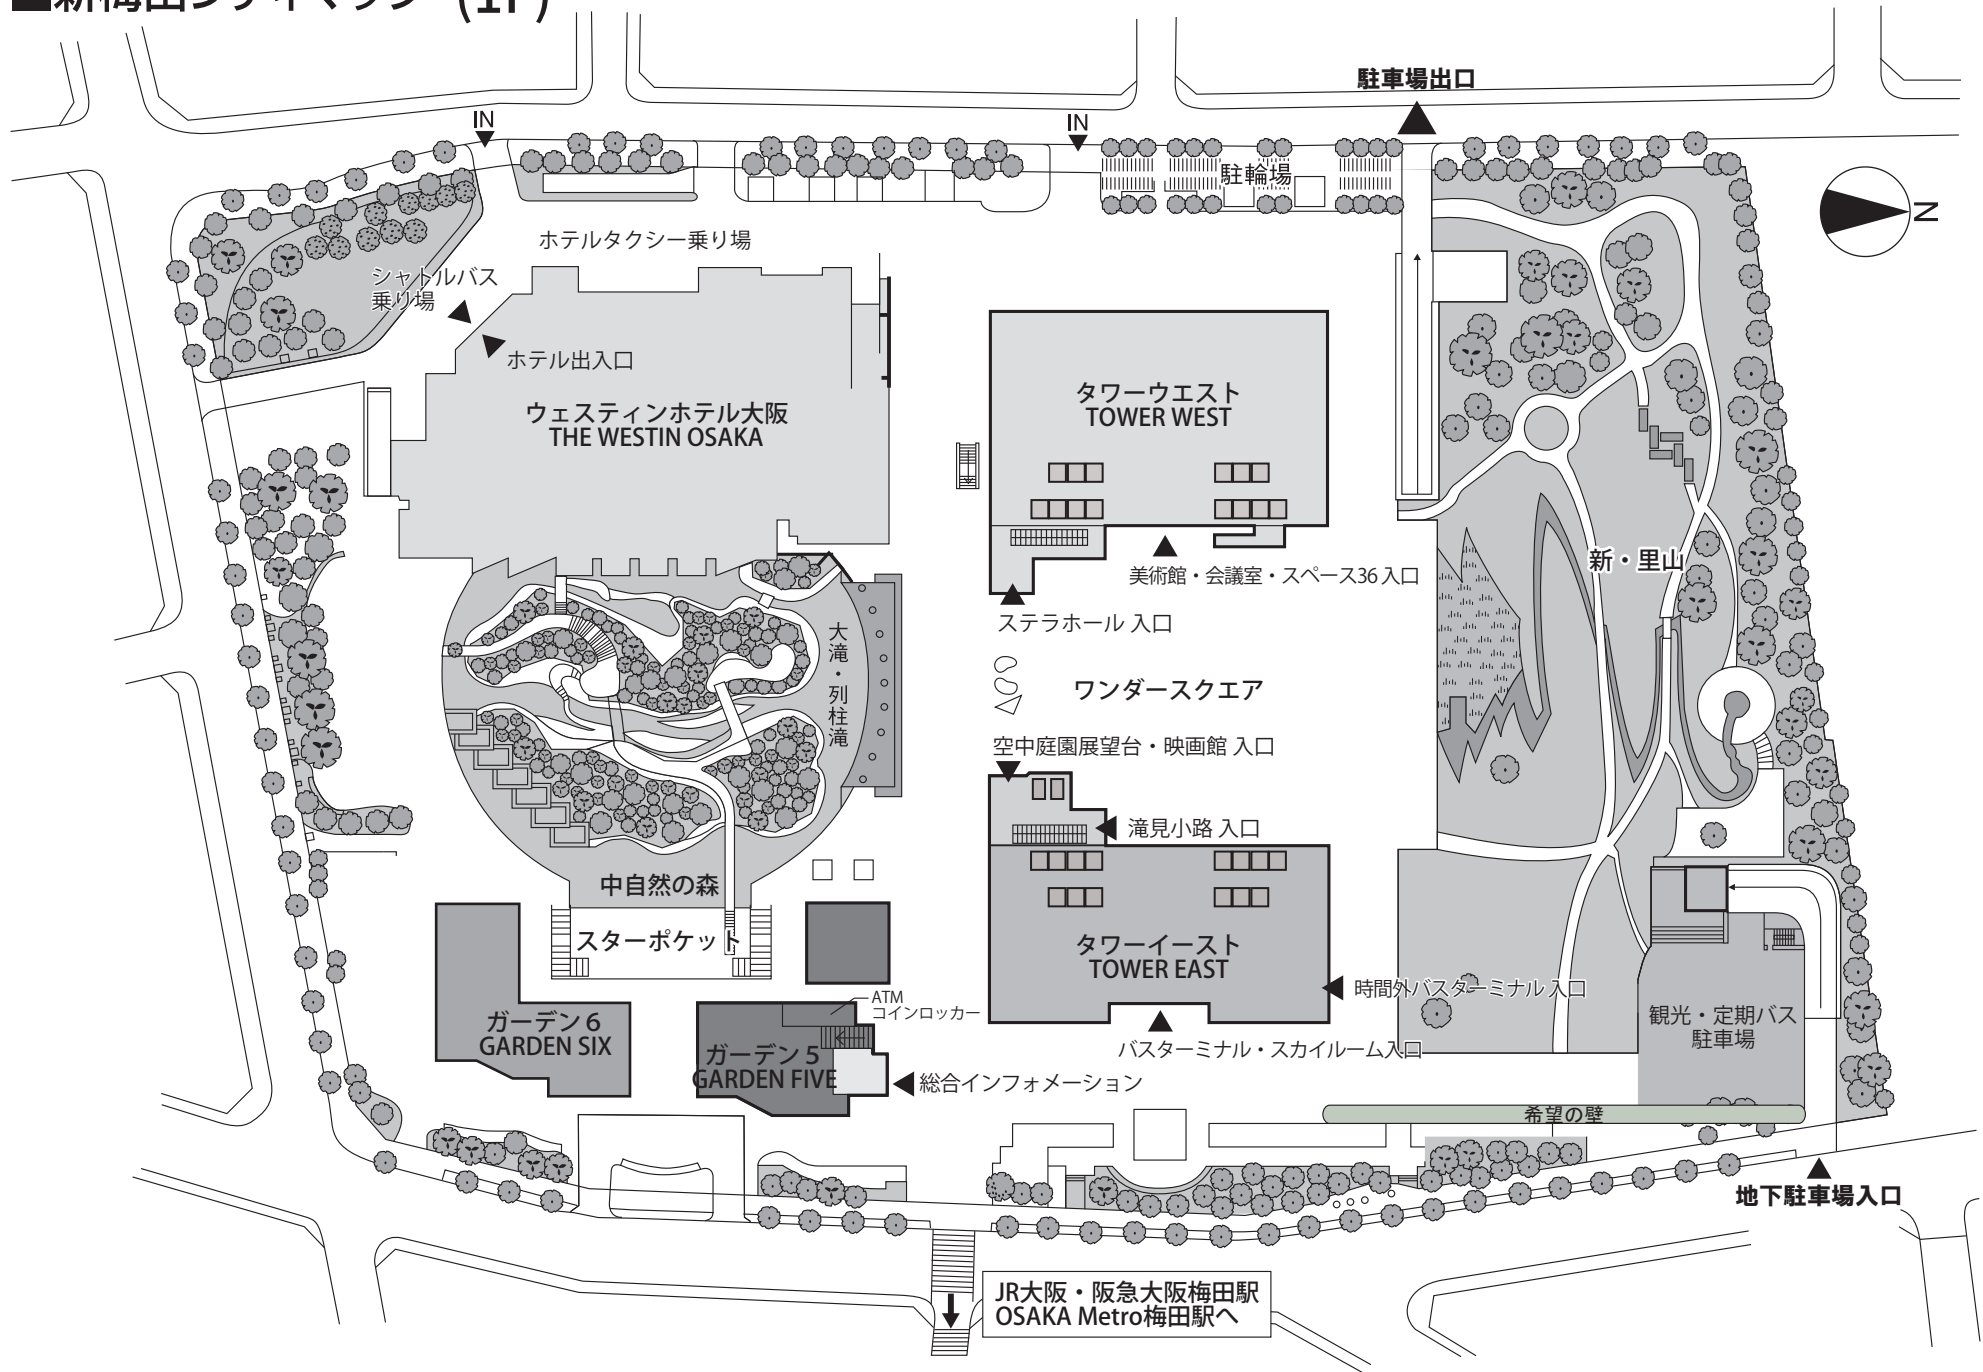 ■新梅田シティマップ (1F)
駐車場出口
IN
IN
駐輪場
N
ホテルタクシー乗り場
シャトルバス
乗り場
ホテル出入口
ウェスティンホテル大阪
THE WESTIN OSAKA
タワーウエスト
TOWER WEST
美術館・会議室・スペース36 入口
ステラホール 入口
新・里山
大滝・列柱滝
ワンダースクエア
空中庭園展望台・映画館 入口
滝見小路 入口
中自然の森
スターポケット
タワーイースト
TOWER EAST
時間外バスターミナル 入口
ATM
コインロッカー
観光・定期バス
駐車場
ガーデン 6
GARDEN SIX
ガーデン 5
GARDEN FIVE
バスターミナル・スカイルーム入口
総合インフォメーション
希望の壁
地下駐車場入口
JR大阪・阪急大阪梅田駅
OSAKA Metro梅田駅へ